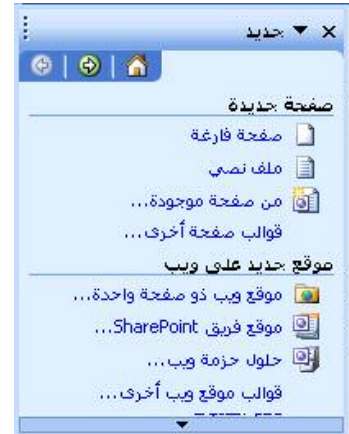 جديد
صفحة جديدة
صفحة فارغة
ملف نصي
من صفحة موجودة...
قوالب صفحة أخرى...
موقع جديد على ويب
موقع ويب ذو صفحة واحدة...
موقع فريق SharePoint...
حلول حزمة ويب...
قوالب موقع ويب أخرى...